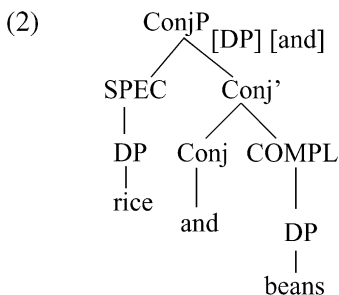 (2)
ConjP
[DP] [and]
SPEC Conj’
DP Conj COMPL
rice
and
DP
beans